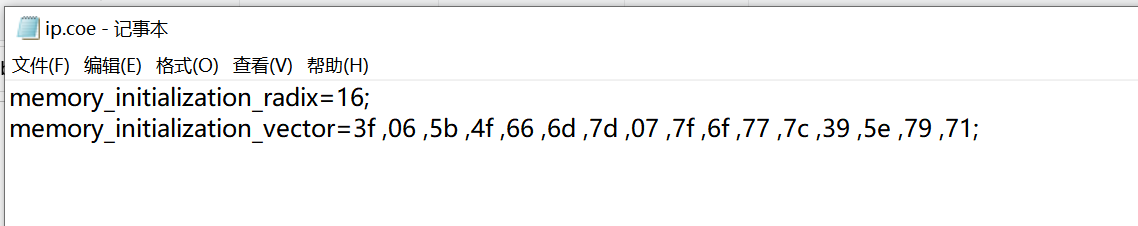 ip.coe - 记事本
文件(F) 编辑(E) 格式(O) 查看(V) 帮助(H)
memory_initialization_radix=16;
memory_initialization_vector=3f ,06 ,5b ,4f ,66 ,6d ,7d ,07 ,7f ,6f ,77 ,7c ,39 ,5e ,79 ,71;